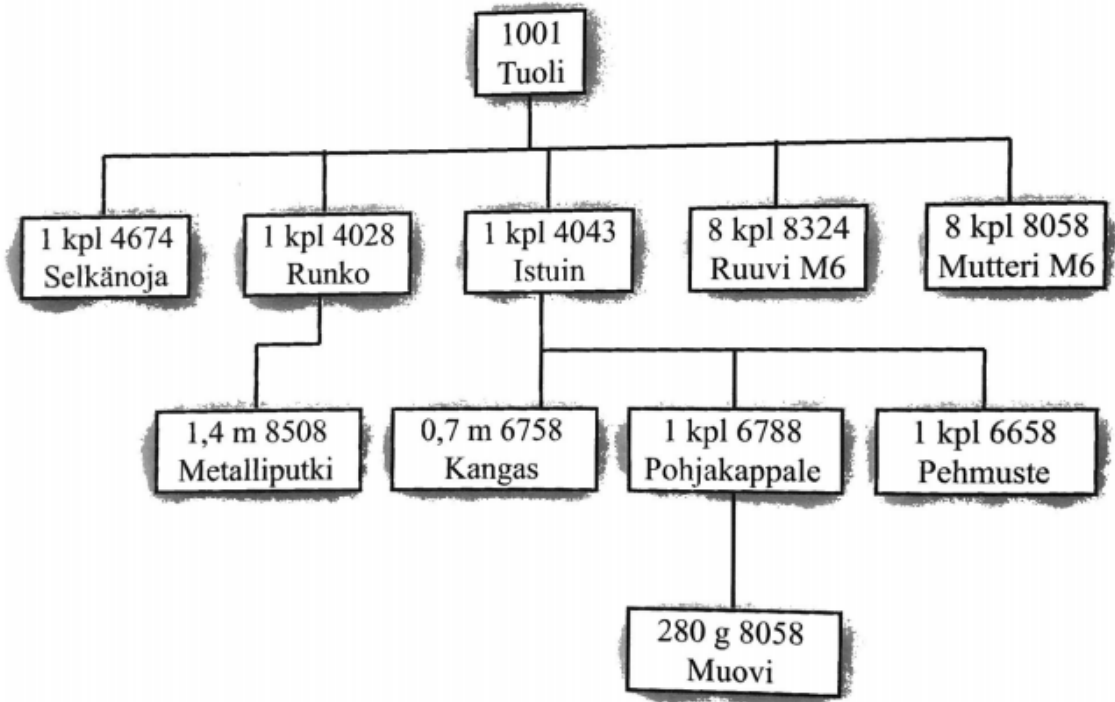 1001
Tuoli
1 kpl 4674
Selkänoja
1 kpl 4028
Runko
1 kpl 4043
Istuin
8 kpl 8324
Ruuvi M6
8 kpl 8058
Mutteri M6
1,4 m 8508
Metalliputki
0,7 m 6758
Kangas
1 kpl 6788
Pohjakappale
1 kpl 6658
Pehmuste
280 g 8058
Muovi